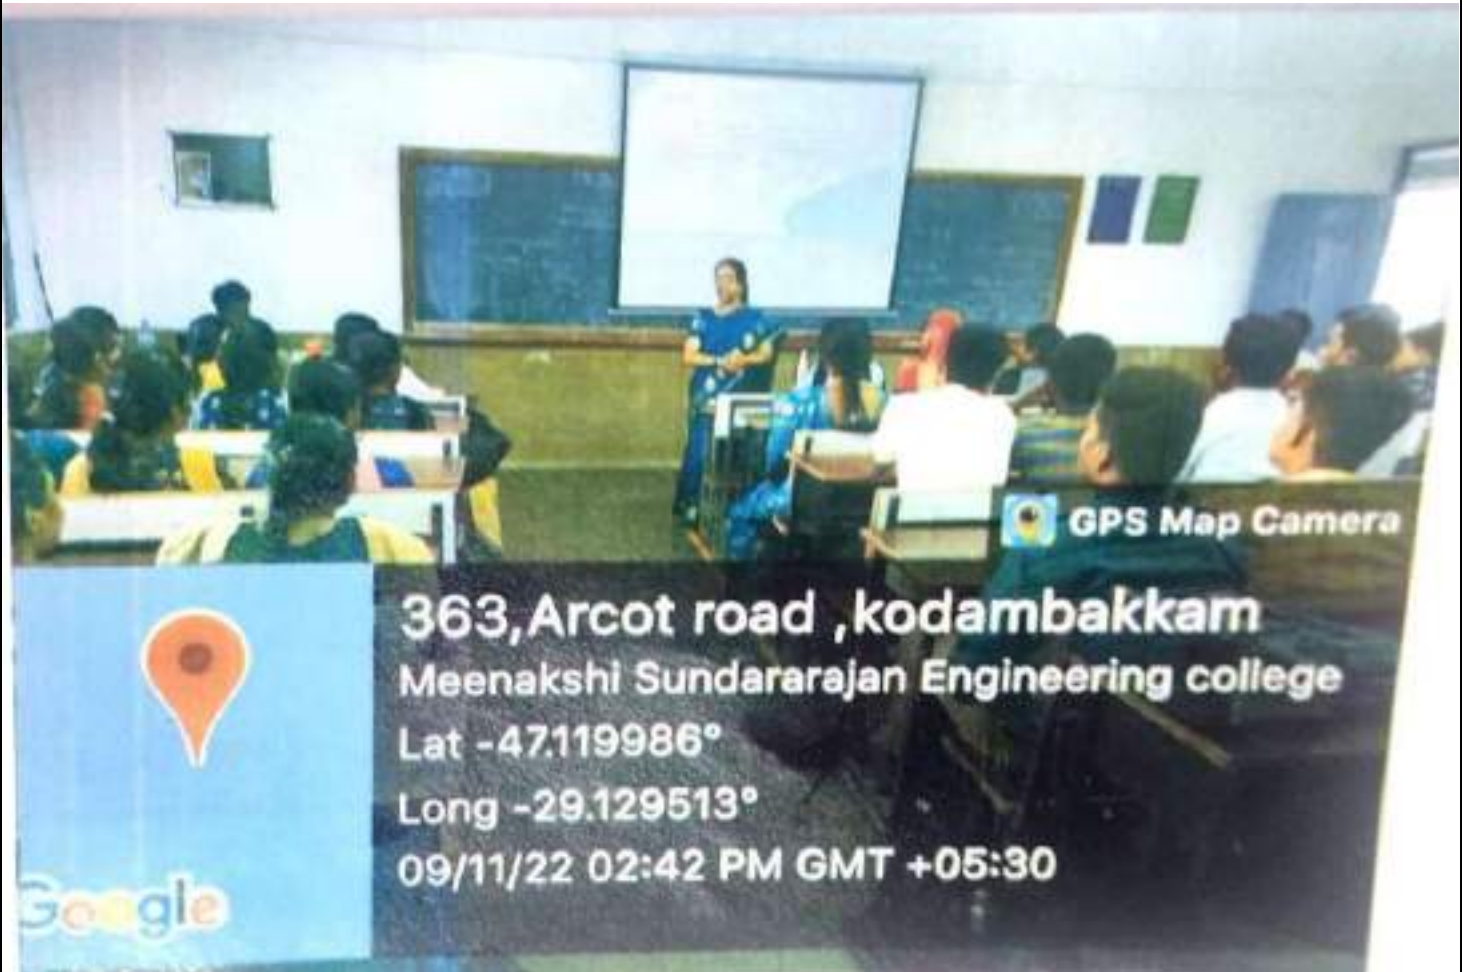 GPS Map Camera
363,Arcot road ,kodambakkam
Meenakshi Sundararajan Engineering college
Lat -47.119986°
Long -29.129513°
09/11/22 02:42 PM GMT +05:30
Google